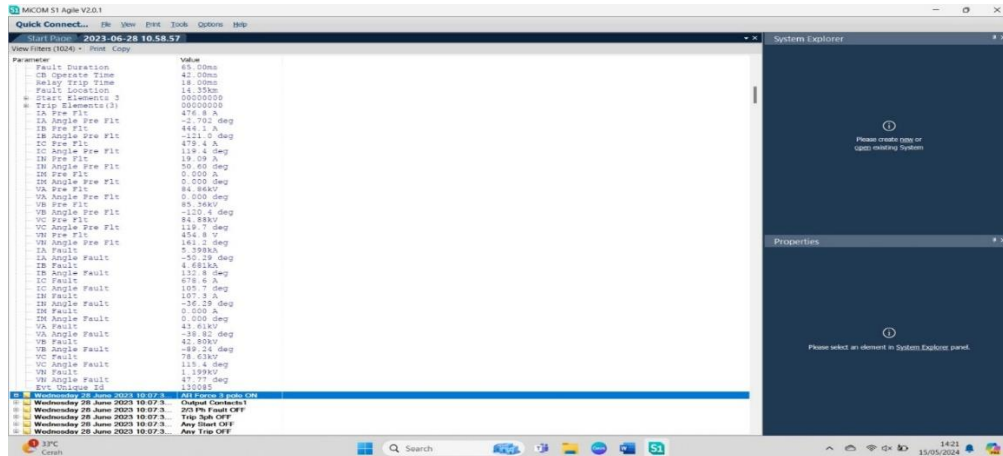 MiCOM S1 Agile V2.0.1
Quick Connect... File View Print Tools Options Help
Start Page 2023-06-28 10.58.57
System Explorer
View Filters (1024) Print Copy
Parameter Value
Fault Duration 65.00ms
CB Operate Time 42.00ms
Relay Trip Time 18.00ms
Fault Location 14.35km
Start Elements 3 00000000
Trip Elements(3) 00000000
IA Pre Flt 476.8 A
IA Angle Pre Flt -2.702 deg
IB Pre Flt 444.1 A
IB Angle Pre Flt -121.0 deg
IC Pre Flt 479.4 A
IC Angle Pre Flt 119.4 deg
IN Pre Flt 19.09 A
IN Angle Pre Flt 50.60 deg
IM Pre Flt 0.000 A
IM Angle Pre Flt 0.000 deg
VA Pre Flt 84.86kV
VA Angle Pre Flt 0.000 deg
VB Pre Flt 85.36kV
VB Angle Pre Flt -120.4 deg
VC Pre Flt 84.88kV
VC Angle Pre Flt 119.7 deg
VN Pre Flt 454.8 V
VN Angle Pre Flt 161.2 deg
IA Fault 5.398kA
IA Angle Fault -50.29 deg
IB Fault 4.681kA
IB Angle Fault 132.8 deg
IC Fault 678.6 A
IC Angle Fault 105.7 deg
IN Fault 107.3 A
IN Angle Fault -36.29 deg
IM Fault 0.000 A
IM Angle Fault 0.000 deg
VA Fault 43.61kV
VA Angle Fault -38.82 deg
VB Fault 42.80kV
VB Angle Fault -89.24 deg
VC Fault 78.63kV
VC Angle Fault 115.4 deg
VN Fault 1.199kV
VN Angle Fault 47.77 deg
Evt Unique Id 130085
Wednesday 28 June 2023 10:07:3... AR Force 3 pole ON
Wednesday 28 June 2023 10:07:3... Output Contacts1
Wednesday 28 June 2023 10:07:3... 2/3 Ph Fault OFF
Wednesday 28 June 2023 10:07:3... Trip 3ph OFF
Wednesday 28 June 2023 10:07:3... Any Start OFF
Wednesday 28 June 2023 10:07:3... Any Trip OFF
Please create new or
open existing System
Properties
Please select an element in System Explorer panel.
33°C
Cerah
Search
14:21
15/05/2024